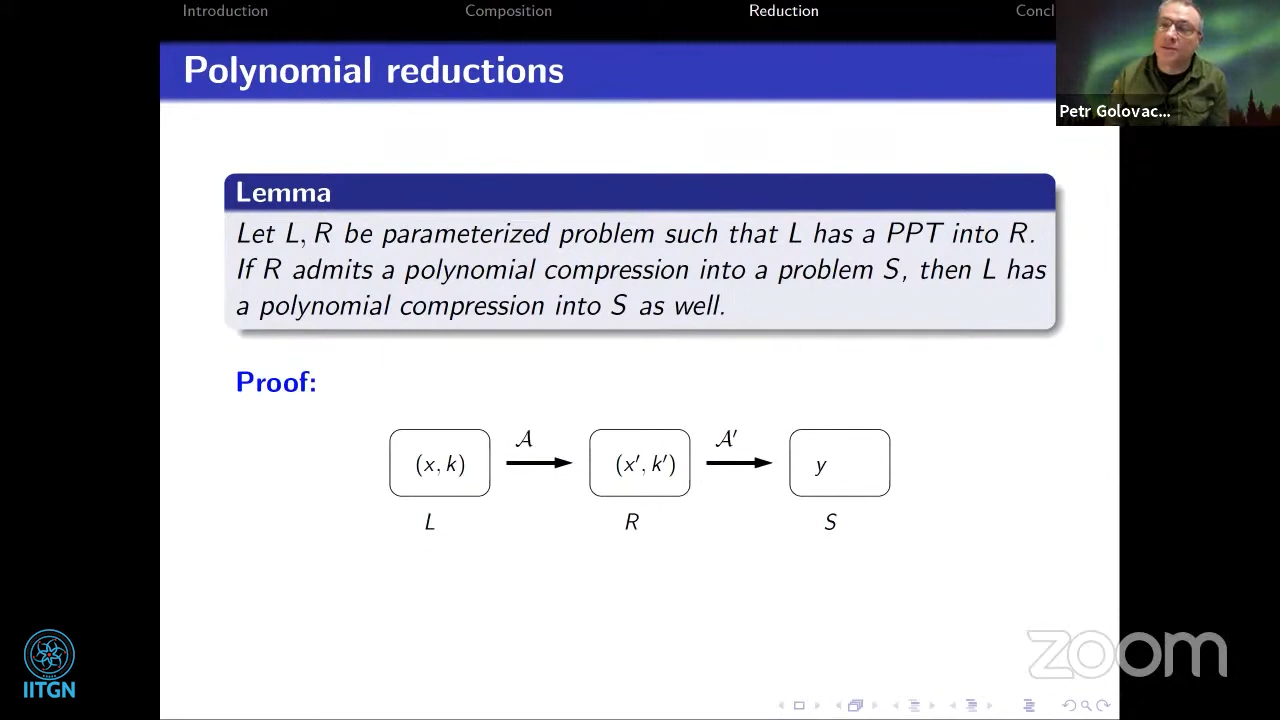 Introduction Composition Reduction Concl
Polynomial reductions
Petr Golovac...
Lemma
Let L, R be parameterized problem such that L has a PPT into R.
If R admits a polynomial compression into a problem S, then L has
a polynomial compression into S as well.
Proof:
𝒜 𝒜′
(x, k) (x′, k′) y
L R S
IITGN
zoom